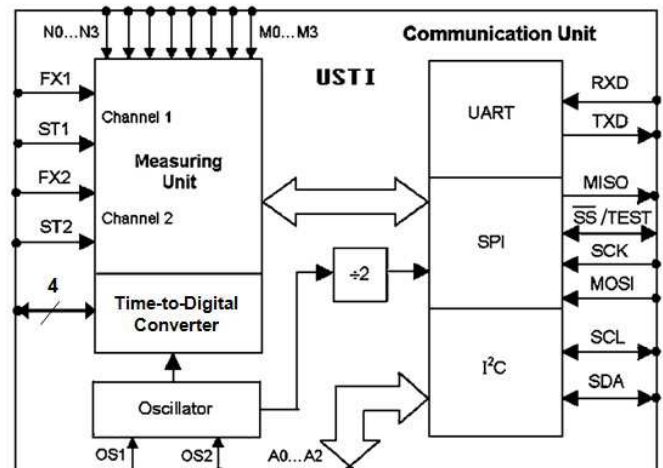 N0...N3
M0...M3
Communication Unit
USTI
FX1
ST1
FX2
ST2
4
Channel 1
Measuring
Unit
Channel 2
Time-to-Digital
Converter
Oscillator
OS1
OS2
÷2
A0...A2
UART
SPI
I²C
RXD
TXD
MISO
S̅S̅/TEST
SCK
MOSI
SCL
SDA